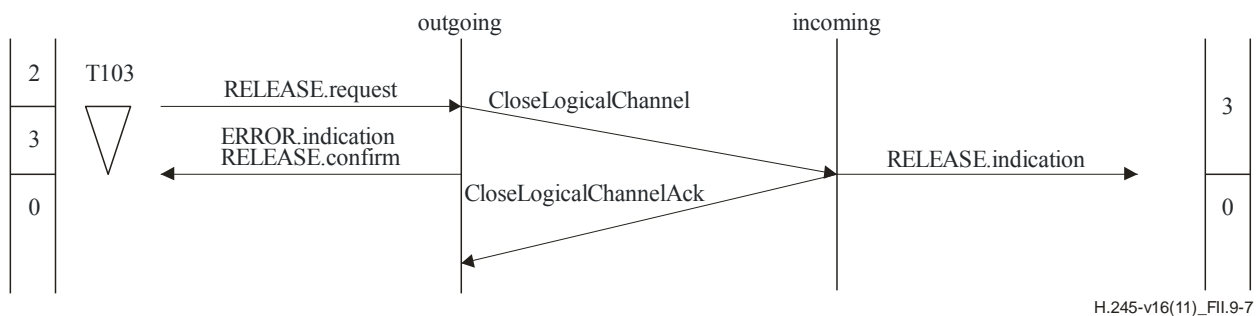 outgoing
incoming
2
T103
RELEASE.request
CloseLogicalChannel
3
3
ERROR.indication
RELEASE.confirm
RELEASE.indication
0
CloseLogicalChannelAck
0
H.245-v16(11)_FII.9-7